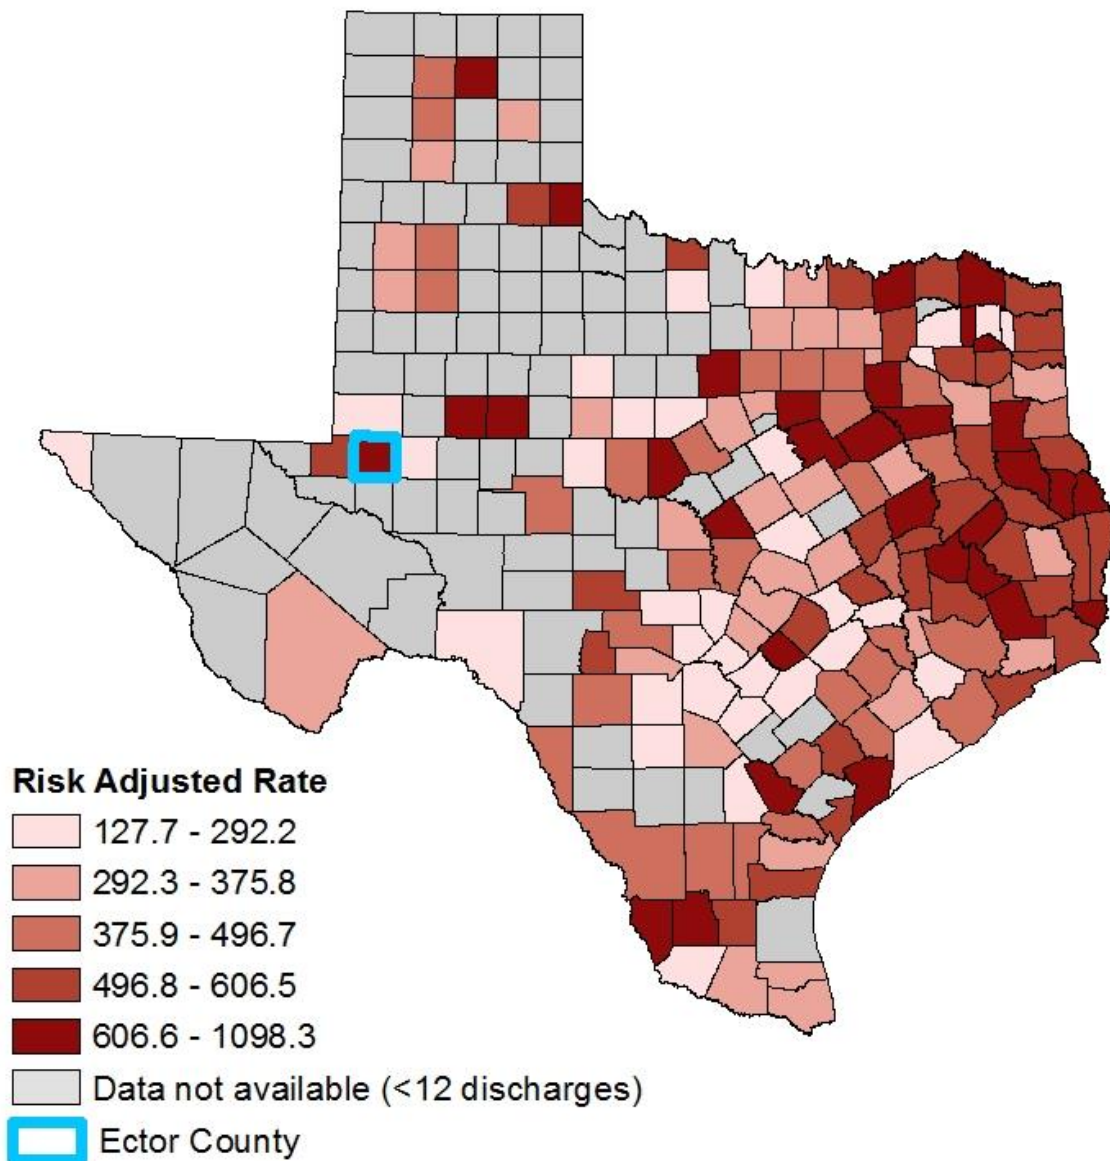 Risk Adjusted Rate
127.7 - 292.2
292.3 - 375.8
375.9 - 496.7
496.8 - 606.5
606.6 - 1098.3
Data not available (<12 discharges)
Ector County